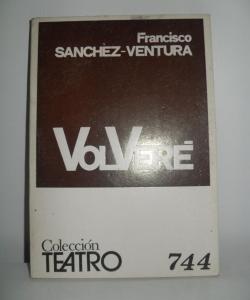 Francisco
SANCHEZ-VENTURA
VOLVERÉ
Colección
TEATRO
744